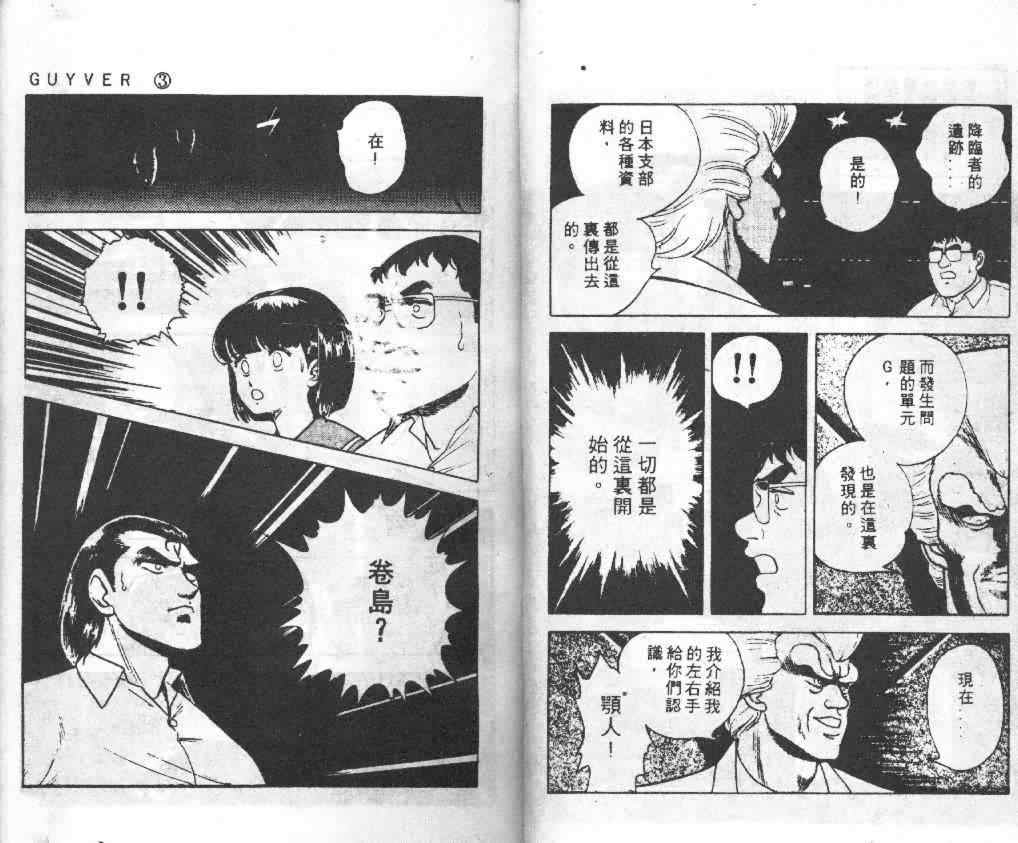 降臨者的
遺跡‥‥
是的！
日本支部
的各種資
料．
都是從這
裏傳出去
的。
而發生問
題的單元
G．
也是在這裏
發現的。
!!
一切都是
從這裏開
始的。
現在‥‥
我介紹我
的左右手
給你們認
識．
顎人！
GUYVER ③
在！
!!
卷島？